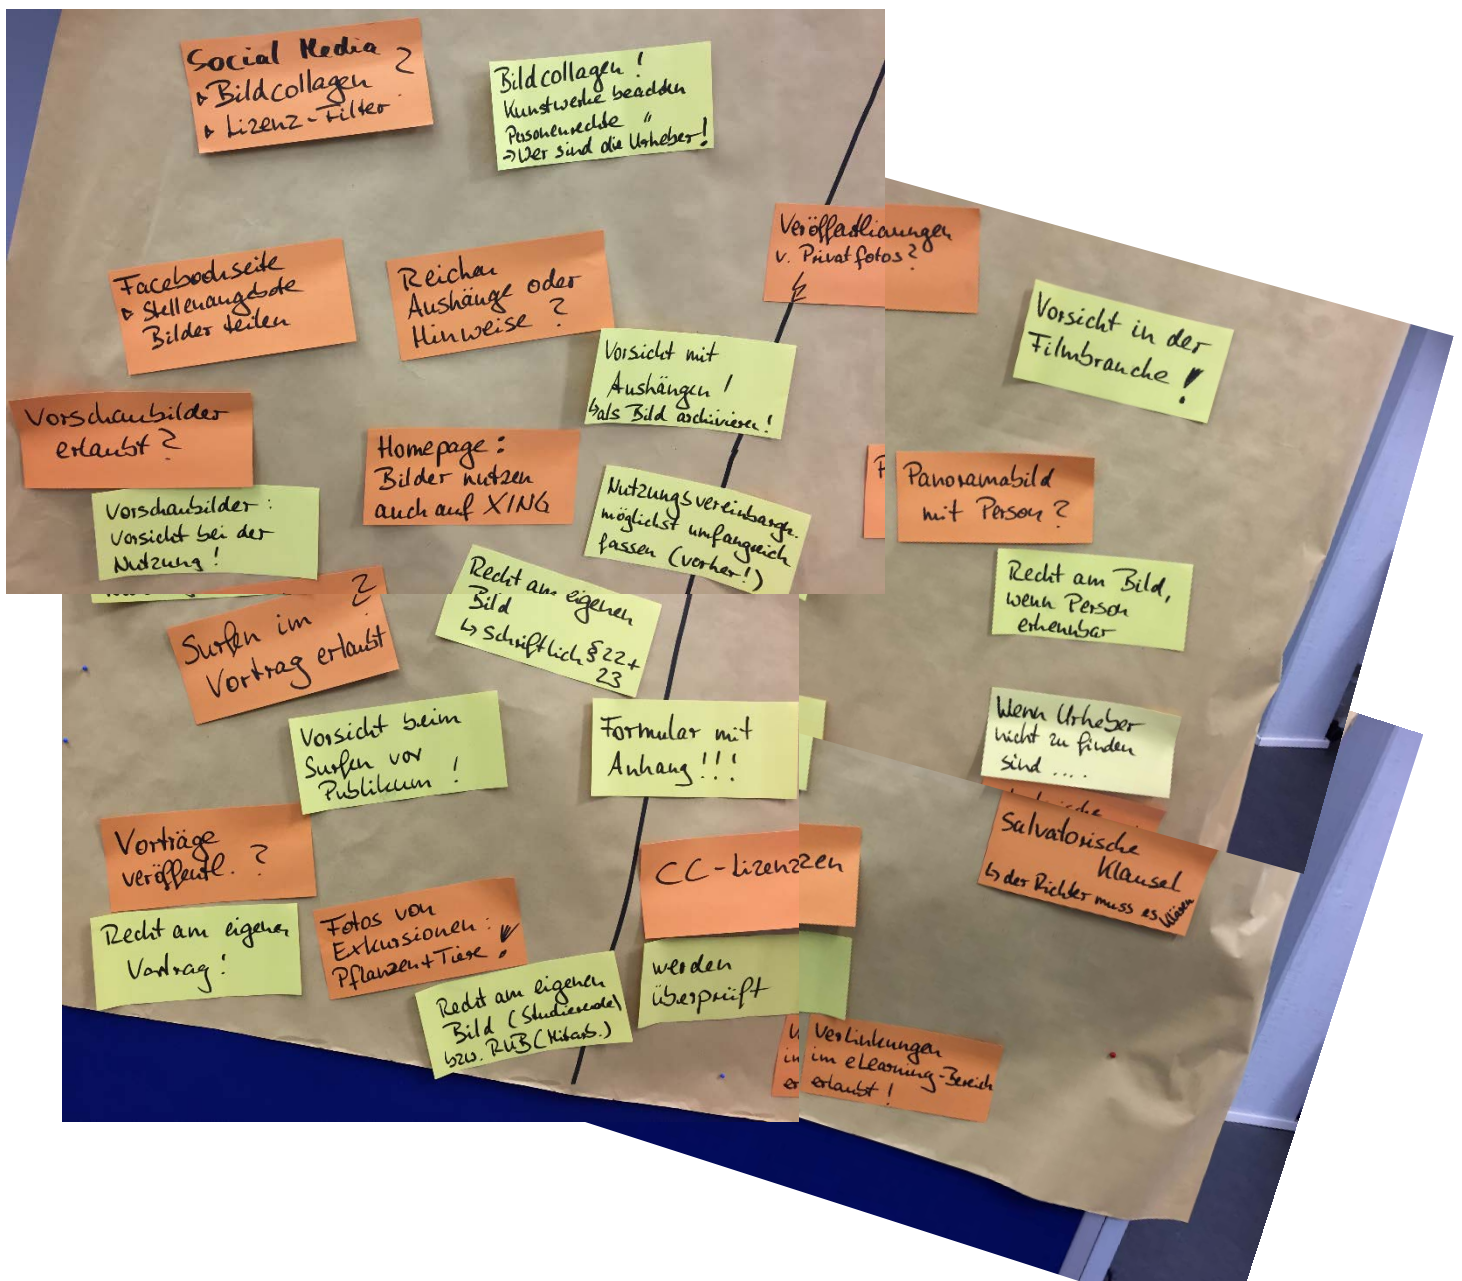 Social Media
▸ Bildcollagen ?
▸ Lizenz-Filter
Bildcollagen !
Kunstwerke beachten
Personenrechte "
⇒ Wer sind die Urheber!
Veröffentlichungen
v. Privatfotos?
Facebookseite
▸ Stellenangebote
Bilder teilen
Reichen
Aushänge oder
Hinweise ?
Vorsicht mit
Aushängen !
↳ als Bild archivieren!
Vorsicht in der
Filmbranche !
Vorschaubilder
erlaubt ?
Vorschaubilder :
Vorsicht bei der
Nutzung !
Homepage :
Bilder nutzen
auch auf XING
Nutzungsvereinbargn.
möglichst umfangreich
fassen (vorher!)
Panoramabild
mit Person ?
Recht am Bild,
wenn Person
erkennbar
Surfen im ?
Vortrag erlaubt
Recht am eigenen
Bild
↳ schriftlich §22+
23
Vorsicht beim
Surfen vor
Publikum !
Formular mit
Anhang !!!
Wenn Urheber
nicht zu finden
sind ....
Salvatorische
Klausel
↳ der Richter muss es klären
Vorträge
veröffentl. ?
Recht am eigenen
Vortrag !
Fotos von
Exkursionen :
Pflanzen + Tiere !
Recht am eigenen
Bild (Studierende)
bzw. RUB (Mitarb.)
CC-Lizenzen
werden
überprüft
Verlinkungen
im eLearning-Bereich
erlaubt !